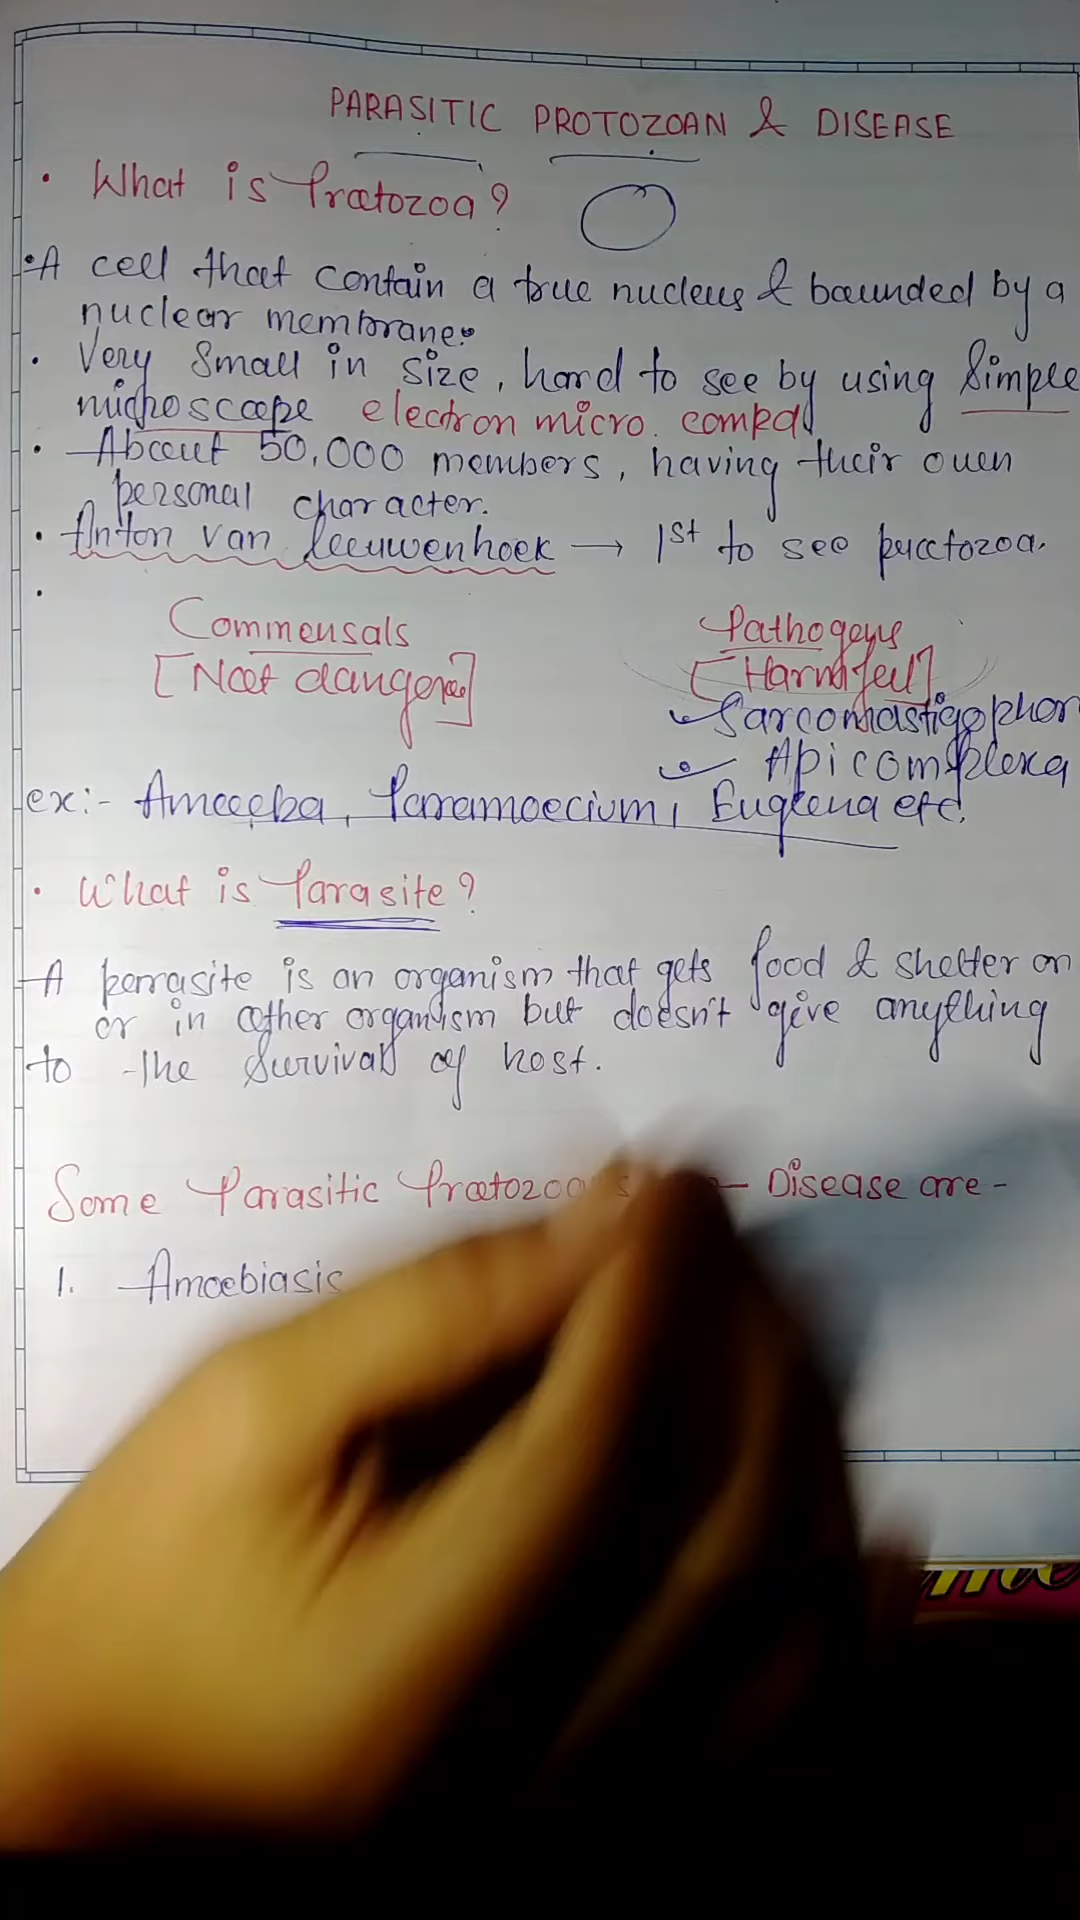 PARASITIC PROTOZOAN & DISEASE
• What is Protozoa?
• A cell that contain a true nucleus & bounded by a
nuclear membrane.
• Very small in size, hard to see by using Simple
microscope electron micro. compd
• About 50,000 members, having their own
personal character.
• Anton van Leeuwenhoek → 1st to see protozoa.
•
Commensals Pathogens
[Not dangerous] [Harmful]
Sarcomastigophor
Apicomplexa
ex:- Amoeba, Paramoecium, Euglena etc.
• What is Parasite?
A parasite is an organism that gets food & shelter on
or in other organism but doesn't give anything
to the survival of host.
Some Parasitic Protozoans — Disease are -
1. Amoebiasis